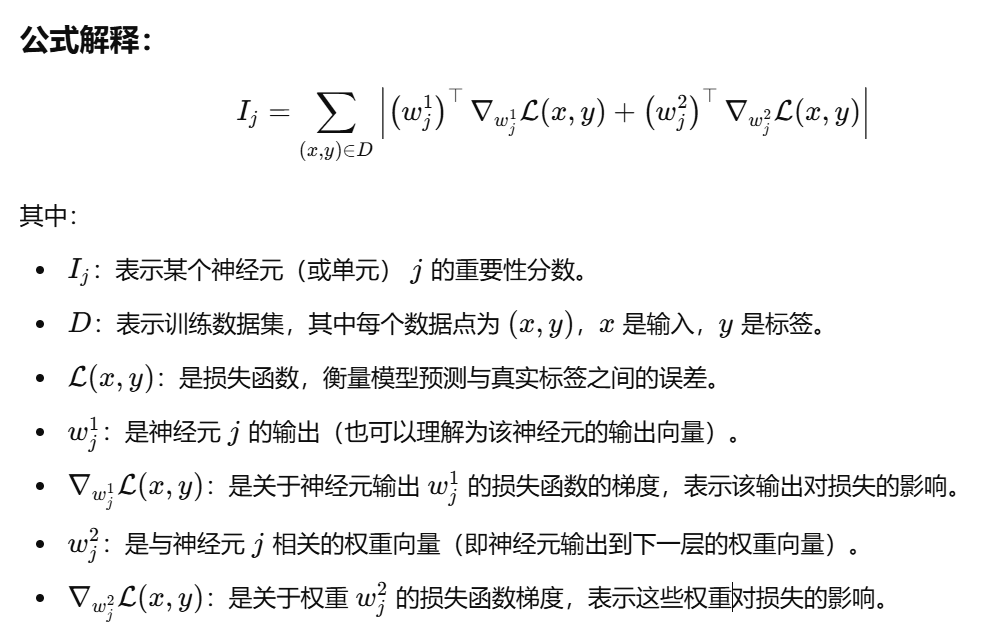 公式解释：
$I_j = \sum_{(x,y)\in D} \left| (w_j^1)^\top \nabla_{w_j^1} \mathcal{L}(x,y) + (w_j^2)^\top \nabla_{w_j^2} \mathcal{L}(x,y) \right|$
其中：
• $I_j$：表示某个神经元（或单元） $j$ 的重要性分数。
• $D$：表示训练数据集，其中每个数据点为 $(x,y)$，$x$ 是输入，$y$ 是标签。
• $\mathcal{L}(x,y)$：是损失函数，衡量模型预测与真实标签之间的误差。
• $w_j^1$：是神经元 $j$ 的输出（也可以理解为该神经元的输出向量）。
• $\nabla_{w_j^1} \mathcal{L}(x,y)$：是关于神经元输出 $w_j^1$ 的损失函数的梯度，表示该输出对损失的影响。
• $w_j^2$：是与神经元 $j$ 相关的权重向量（即神经元输出到下一层的权重向量）。
• $\nabla_{w_j^2} \mathcal{L}(x,y)$：是关于权重 $w_j^2$ 的损失函数梯度，表示这些权重对损失的影响。